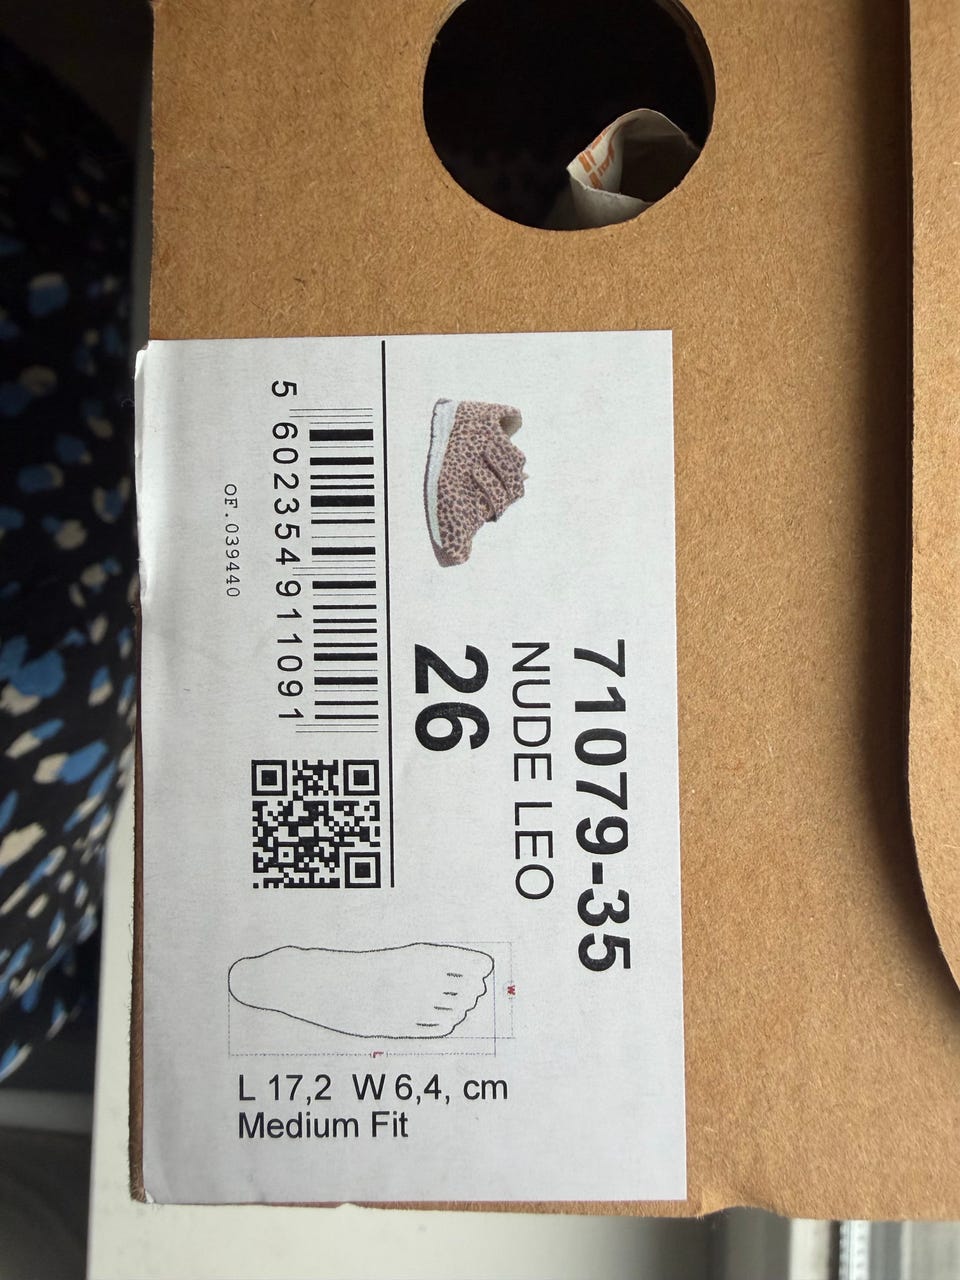 71079-35
NUDE LEO
26
5 602354 911091
OF.039440
W
L
L 17,2 W 6,4, cm
Medium Fit